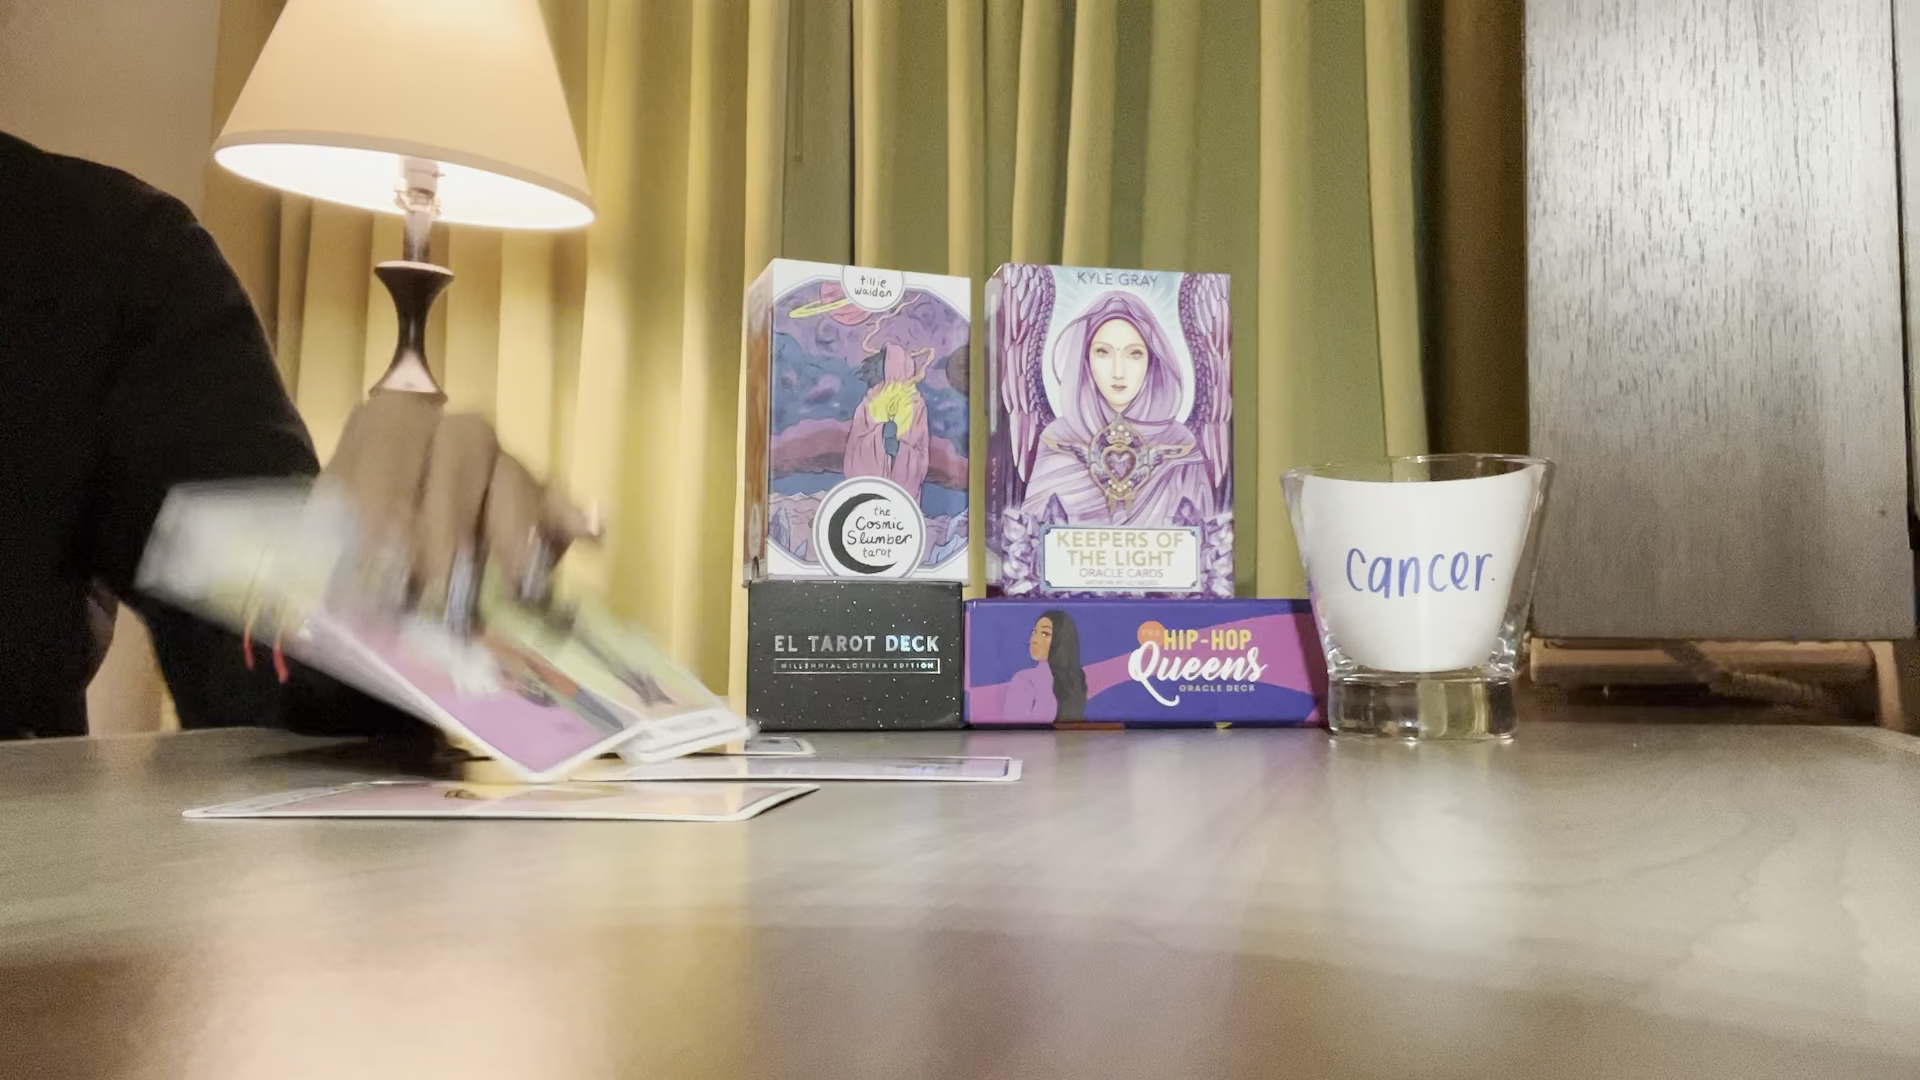 tillie
walden
the
Cosmic
Slumber
tarot
KYLE GRAY
KEEPERS OF
THE LIGHT
ORACLE CARDS
EL TAROT DECK
MILLENNIAL LOTERIA EDITION
HIP-HOP
Queens
ORACLE DECK
cancer.